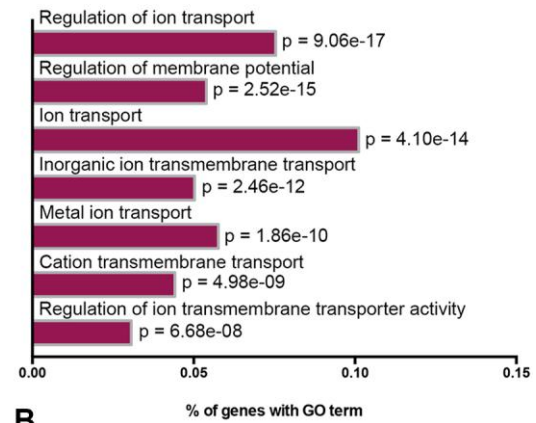 Regulation of ion transport
p = 9.06e-17
Regulation of membrane potential
p = 2.52e-15
Ion transport
p = 4.10e-14
Inorganic ion transmembrane transport
p = 2.46e-12
Metal ion transport
p = 1.86e-10
Cation transmembrane transport
p = 4.98e-09
Regulation of ion transmembrane transporter activity
p = 6.68e-08
0.00 0.05 0.10 0.15
% of genes with GO term
B